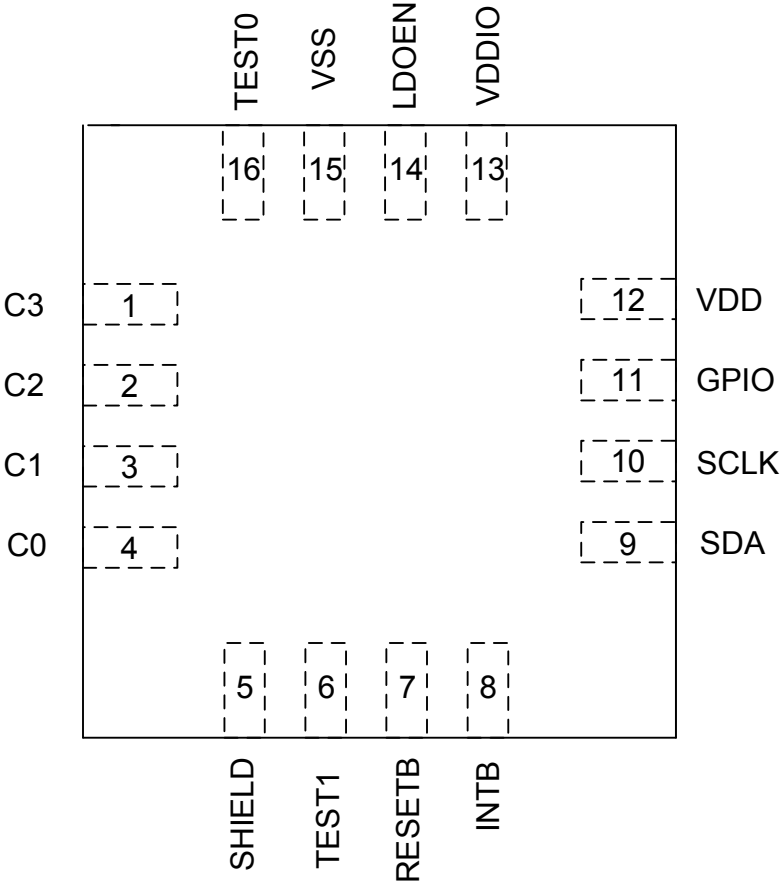 TEST0
VSS
LDOEN
VDDIO
16
15
14
13
C3
1
12
VDD
C2
2
11
GPIO
C1
3
10
SCLK
C0
4
9
SDA
5
6
7
8
SHIELD
TEST1
RESETB
INTB